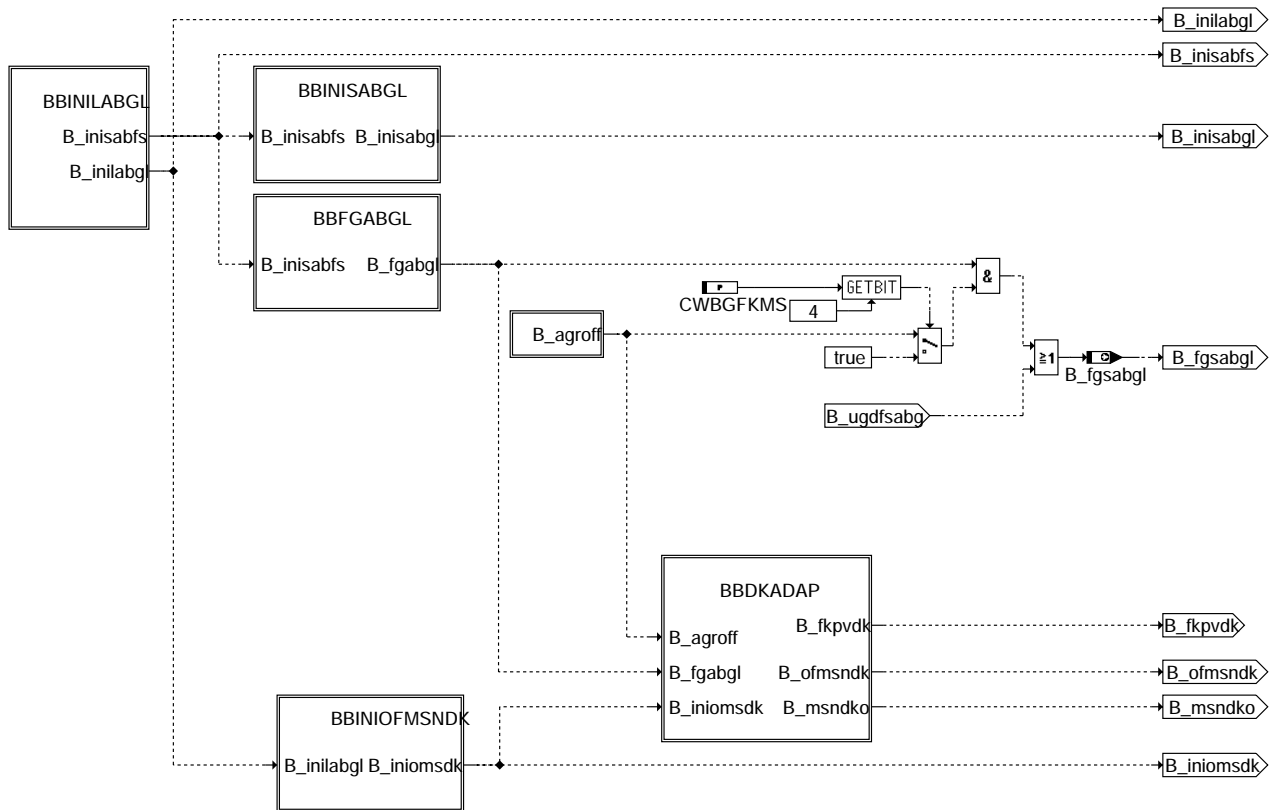 B_inilabgl
B_inisabfs
BBINILABGL
B_inisabfs
B_inilabgl
BBINISABGL
B_inisabfs B_inisabgl
B_inisabgl
BBFGABGL
B_inisabfs B_fgabgl
B_agroff
CWBGFKMS
GETBIT
4
true
&
≥1
B_fgsabgl
B_fgsabgl
B_ugdfsabg
BBDKADAP
B_agroff
B_fgabgl
B_iniomsdk
B_fkpvdk
B_ofmsndk
B_msndko
B_fkpvdk
B_ofmsndk
B_msndko
BBINIOFMSNDK
B_inilabgl B_iniomsdk
B_iniomsdk